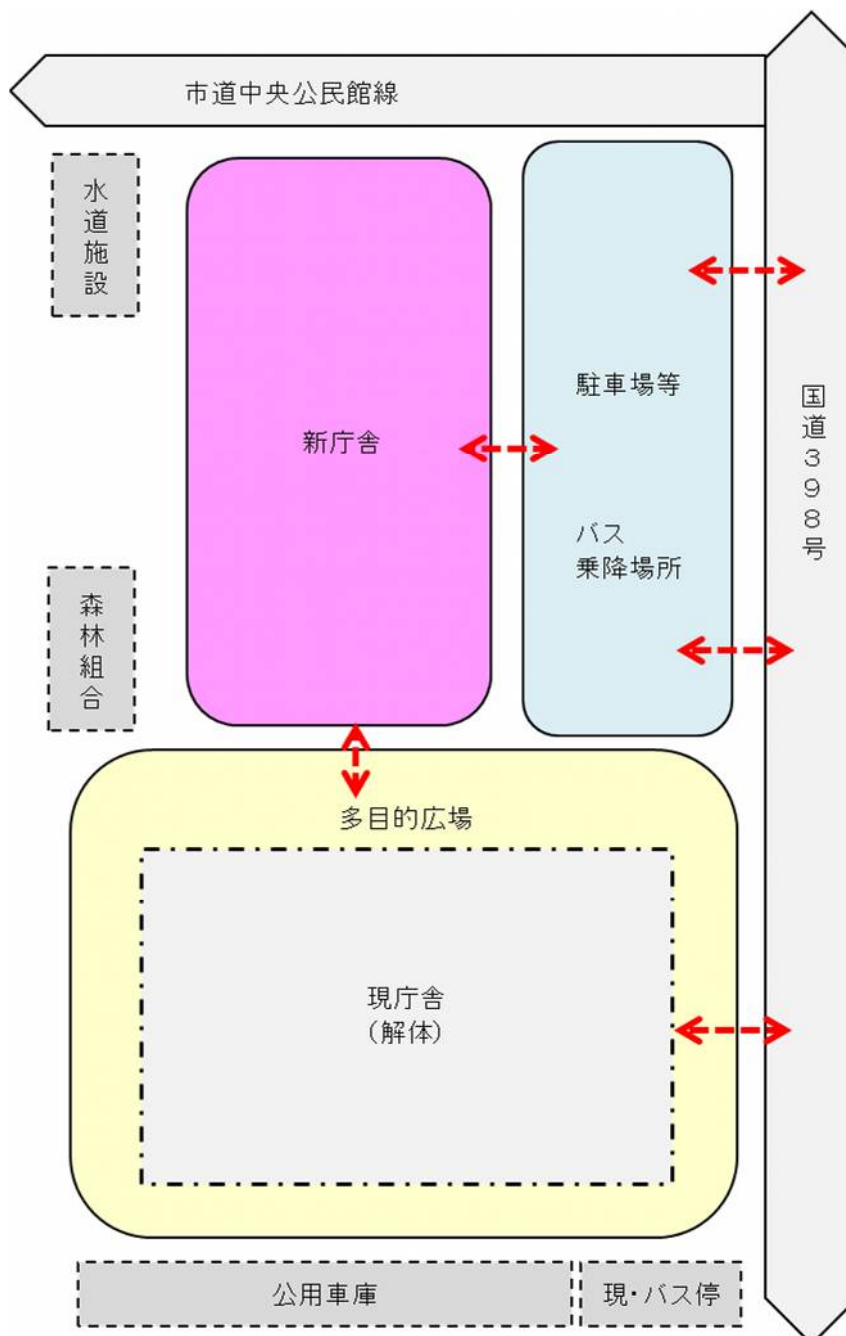 市道中央公民館線
水道施設
駐車場等
国道398号
新庁舎
バス
乗降場所
森林組合
多目的広場
現庁舎
(解体)
公用車庫
現・バス停